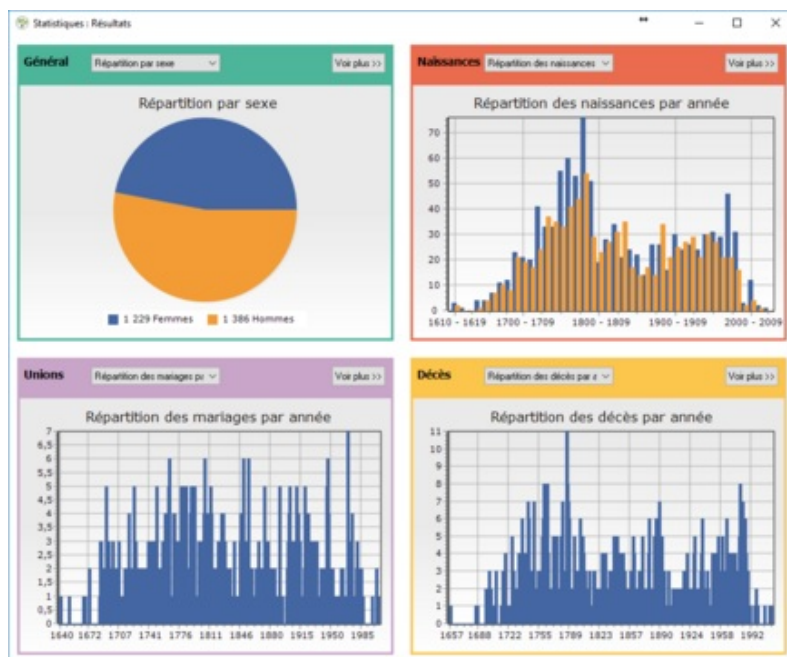 Statistiques : Résultats
Général Répartition par sexe Voir plus >>
Répartition par sexe
1 229 Femmes 1 386 Hommes
Naissances Répartition des naissances Voir plus >>
Répartition des naissances par année
70
60
50
40
30
20
10
0
1610 - 1619 1700 - 1709 1800 - 1809 1900 - 1909 2000 - 2009
Unions Répartition des mariages pa Voir plus >>
Répartition des mariages par année
7
6,5
6
5,5
5
4,5
4
3,5
3
2,5
2
1,5
1
0,5
0
1640 1672 1707 1741 1776 1811 1846 1880 1915 1950 1985
Décès Répartition des décès par a Voir plus >>
Répartition des décès par année
11
10
9
8
7
6
5
4
3
2
1
0
1657 1688 1722 1755 1789 1823 1857 1890 1924 1958 1992